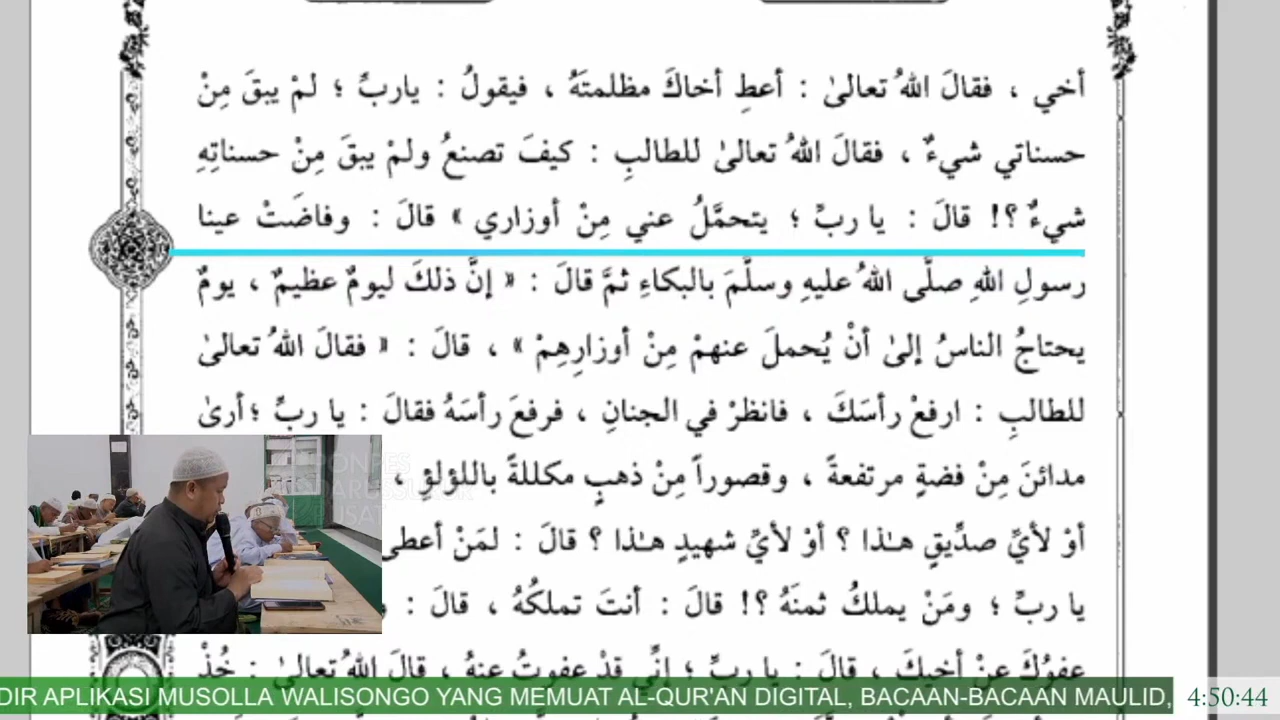 أخي ، فقالَ اللهُ تعالىٰ : أعطِ أخاكَ مظلمتَهُ ، فيقولُ : ياربِّ ؛ لمْ يبقَ مِنْ
حسناتي شيءٌ ، فقالَ اللهُ تعالىٰ للطالبِ : كيفَ تصنعُ ولمْ يبقَ مِنْ حسناتِهِ
شيءٌ ؟! قالَ : يا ربِّ ؛ يتحمَّلُ عني مِنْ أوزاري » قالَ : وفاضَتْ عينا
رسولِ اللهِ صلَّى اللهُ عليهِ وسلَّمَ بالبكاءِ ثمَّ قالَ : « إنَّ ذلكَ ليومٌ عظيمٌ ، يومٌ
يحتاجُ الناسُ إلىٰ أنْ يُحملَ عنهمْ مِنْ أوزارِهِمْ » ، قالَ : « فقالَ اللهُ تعالىٰ
للطالبِ : ارفعْ رأسَكَ ، فانظرْ في الجنانِ ، فرفعَ رأسَهُ فقالَ : يا ربِّ ؛ أرىٰ
مدائنَ مِنْ فضةٍ مرتفعةً ، وقصوراً مِنْ ذهبٍ مكللةً باللؤلؤِ ،
أوْ لأيِّ صدِّيقٍ هـٰذا ؟ أوْ لأيِّ شهيدٍ هـٰذا ؟ قالَ : لمَنْ أعطى
يا ربِّ ؛ ومَنْ يملكُ ثمنَهُ ؟! قالَ : أنتَ تملكُهُ ، قالَ :
عفوُكَ عنْ أخيكَ ، قالَ : يا ربِّ ؛ إنِّي قدْ عفوتُ عنهُ ، قالَ اللهُ تعالىٰ : خُذْ
PONPES
DARUSSUKUR
PUSAT
DIR APLIKASI MUSOLLA WALISONGO YANG MEMUAT AL-QUR'AN DIGITAL, BACAAN-BACAAN MAULID,
4:50:44